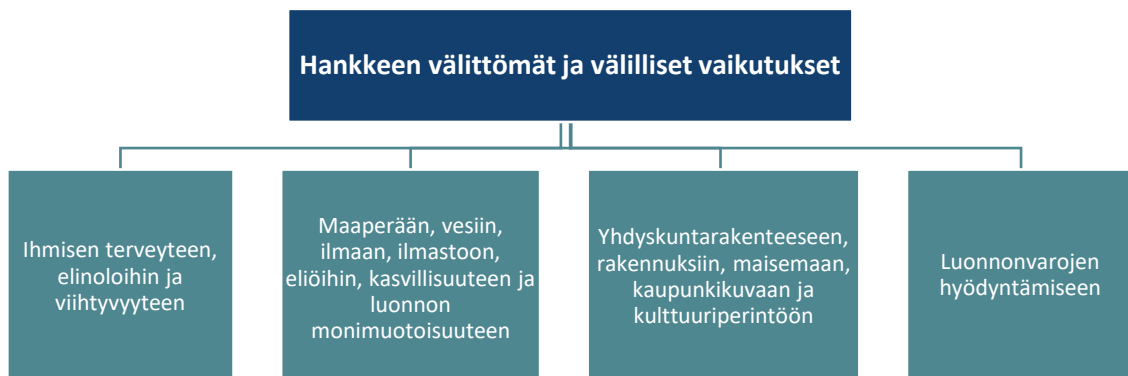 Hankkeen välittömät ja välilliset vaikutukset
Ihmisen terveyteen,
elinoloihin ja
viihtyvyyteen
Maaperään, vesiin,
ilmaan, ilmastoon,
eliöihin, kasvillisuuteen ja
luonnon
monimuotoisuuteen
Yhdyskuntarakenteeseen,
rakennuksiin, maisemaan,
kaupunkikuvaan ja
kulttuuriperintöön
Luonnonvarojen
hyödyntämiseen